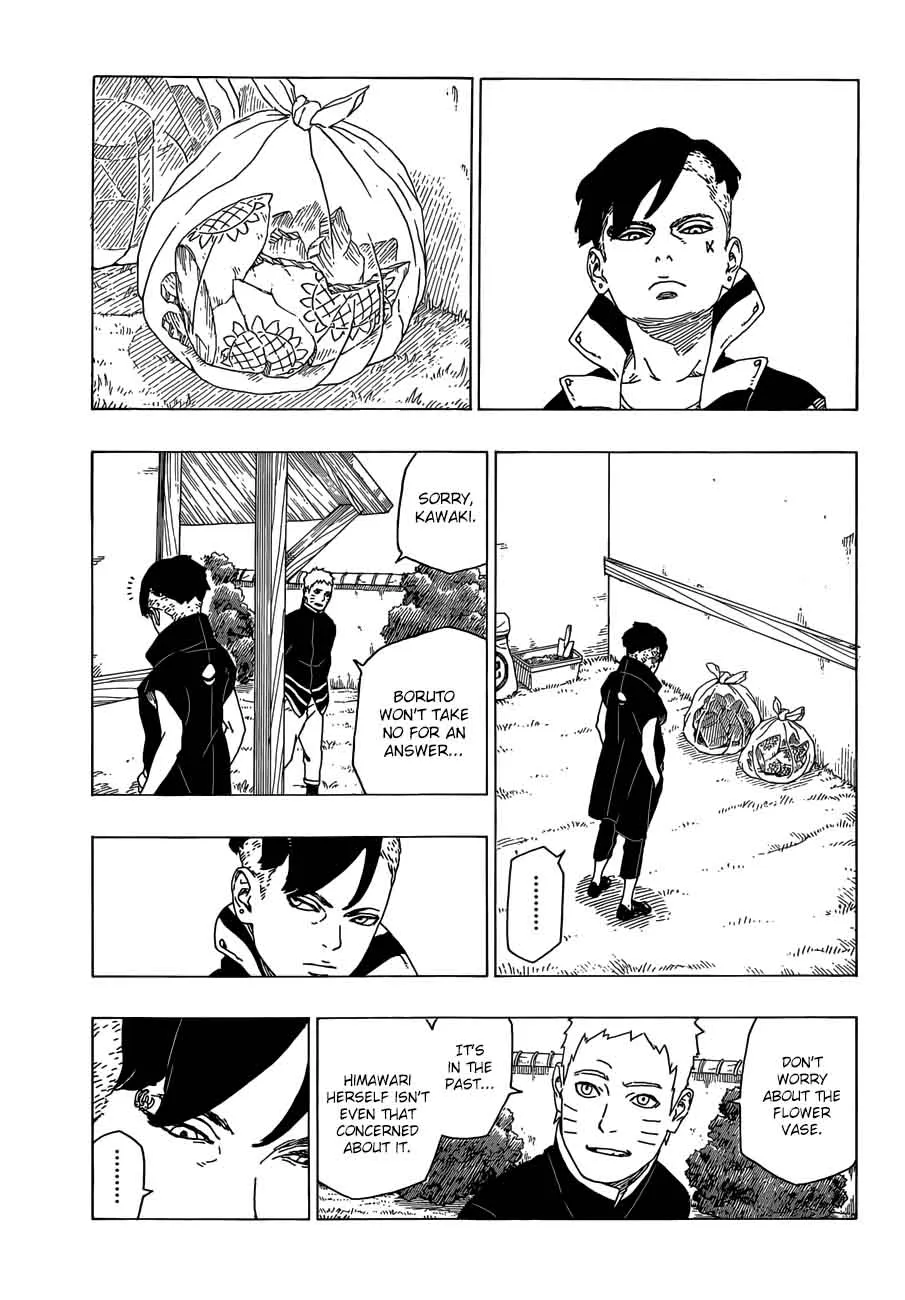 K
………
SORRY,
KAWAKI.
BORUTO
WON'T TAKE
NO FOR AN
ANSWER...
DON'T
WORRY
ABOUT THE
FLOWER
VASE.
IT'S
IN THE
PAST...
HIMAWARI
HERSELF ISN'T
EVEN THAT
CONCERNED
ABOUT IT.
………